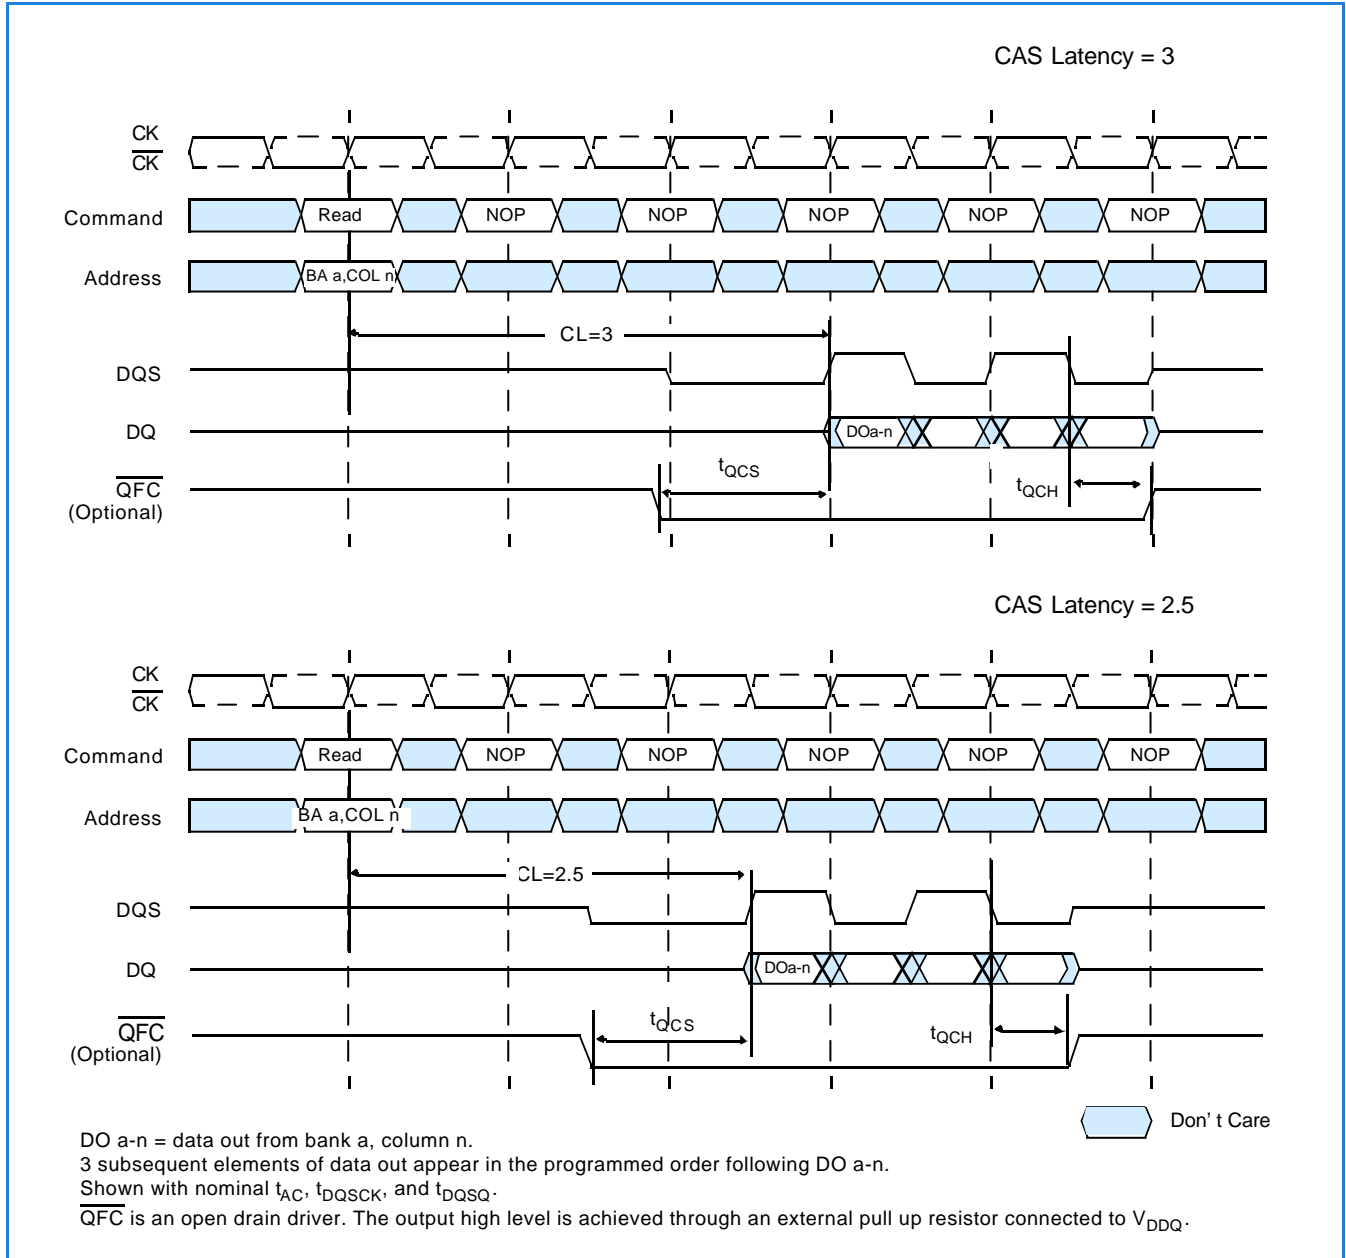 CAS Latency = 3
CK
CK
Command Read NOP NOP NOP NOP NOP
Address BA a,COL n
CL=3
DQS
DQ DOa-n
tQCS tQCH
QFC
(Optional)
CAS Latency = 2.5
CK
CK
Command Read NOP NOP NOP NOP NOP
Address BA a,COL n
CL=2.5
DQS
DQ DOa-n
tQCS tQCH
QFC
(Optional)
Don' t Care
DO a-n = data out from bank a, column n.
3 subsequent elements of data out appear in the programmed order following DO a-n.
Shown with nominal tAC, tDQSCK, and tDQSQ.
QFC is an open drain driver. The output high level is achieved through an external pull up resistor connected to VDDQ.